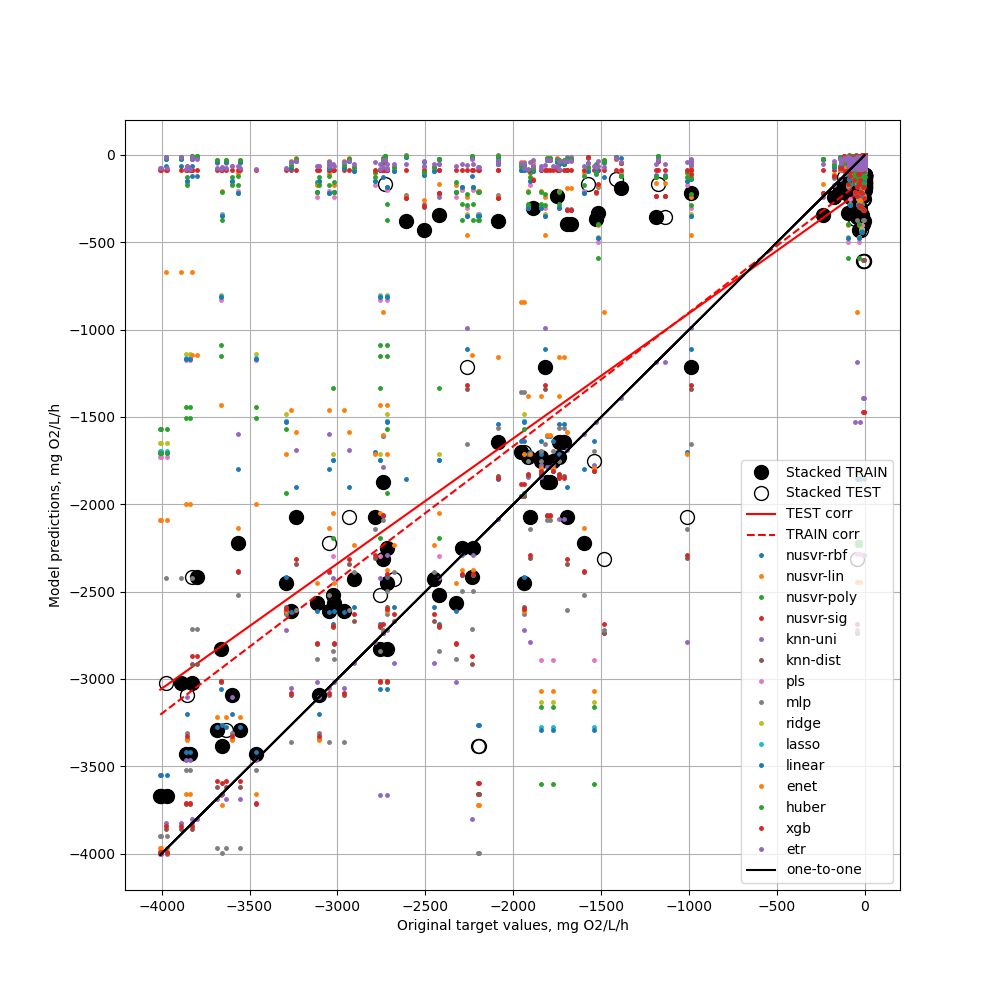 0
−500
−1000
−1500
−2000
−2500
−3000
−3500
−4000
Model predictions, mg O2/L/h
−4000 −3500 −3000 −2500 −2000 −1500 −1000 −500 0
Original target values, mg O2/L/h
Stacked TRAIN
Stacked TEST
TEST corr
TRAIN corr
nusvr-rbf
nusvr-lin
nusvr-poly
nusvr-sig
knn-uni
knn-dist
pls
mlp
ridge
lasso
linear
enet
huber
xgb
etr
one-to-one